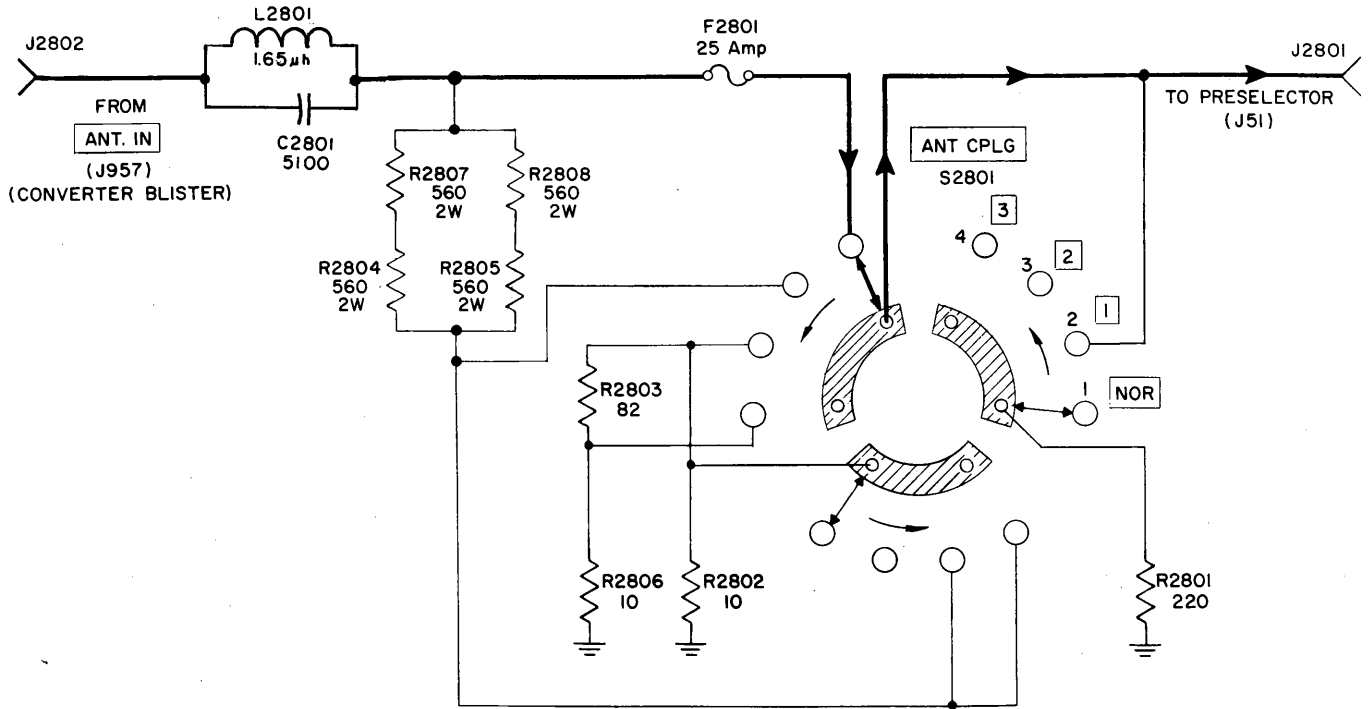 J2802
L2801
1.65μh
C2801
5100
FROM
ANT. IN
(J957)
(CONVERTER BLISTER)
F2801
25 Amp
J2801
TO PRESELECTOR
(J51)
ANT CPLG
S2801
R2807
560
2W
R2808
560
2W
R2804
560
2W
R2805
560
2W
4
3
3
2
2
1
1
NOR
R2803
82
R2806
10
R2802
10
R2801
220